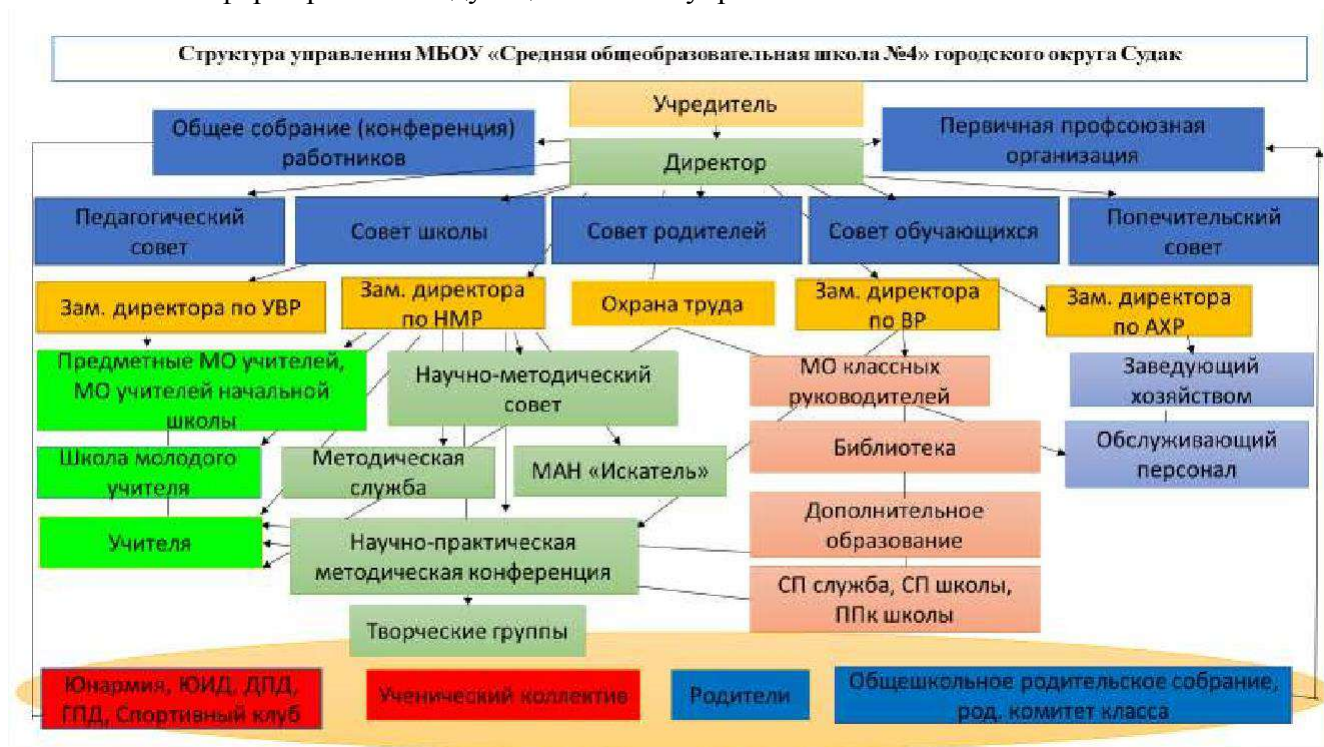 Структура управления МБОУ «Средняя общеобразовательная школа №4» городского округа Судак
Учредитель
Общее собрание (конференция)
работников
Первичная профсоюзная
организация
Директор
Педагогический
совет
Совет школы
Совет родителей
Совет обучающихся
Попечительский
совет
Зам. директора по УВР
Зам. директора
по НМР
Охрана труда
Зам. директора
по ВР
Зам. директора
по АХР
Предметные МО учителей,
МО учителей начальной
школы
Научно-методический
совет
МО классных
руководителей
Заведующий
хозяйством
Школа молодого
учителя
Методическая
служба
МАН «Искатель»
Библиотека
Обслуживающий
персонал
Учителя
Научно-практическая
методическая конференция
Дополнительное
образование
СП служба, СП школы,
ППк школы
Творческие группы
Юнармия, ЮИД, ДПД,
ГПД, Спортивный клуб
Ученический коллектив
Родители
Общешкольное родительское собрание,
род. комитет класса